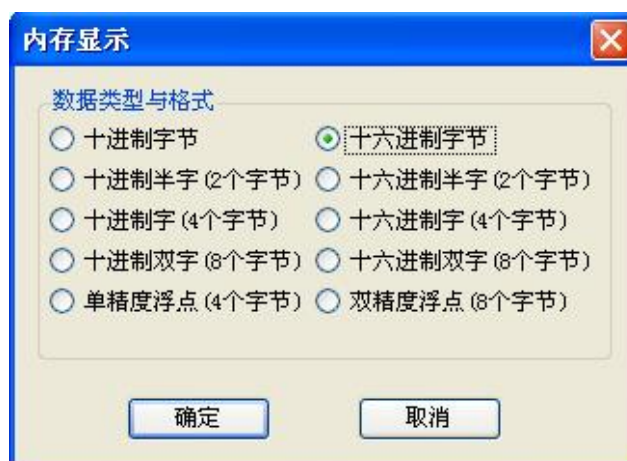 内存显示
数据类型与格式
十进制字节 十六进制字节
十进制半字(2个字节) 十六进制半字(2个字节)
十进制字(4个字节) 十六进制字(4个字节)
十进制双字(8个字节) 十六进制双字(8个字节)
单精度浮点(4个字节) 双精度浮点(8个字节)
确定 取消